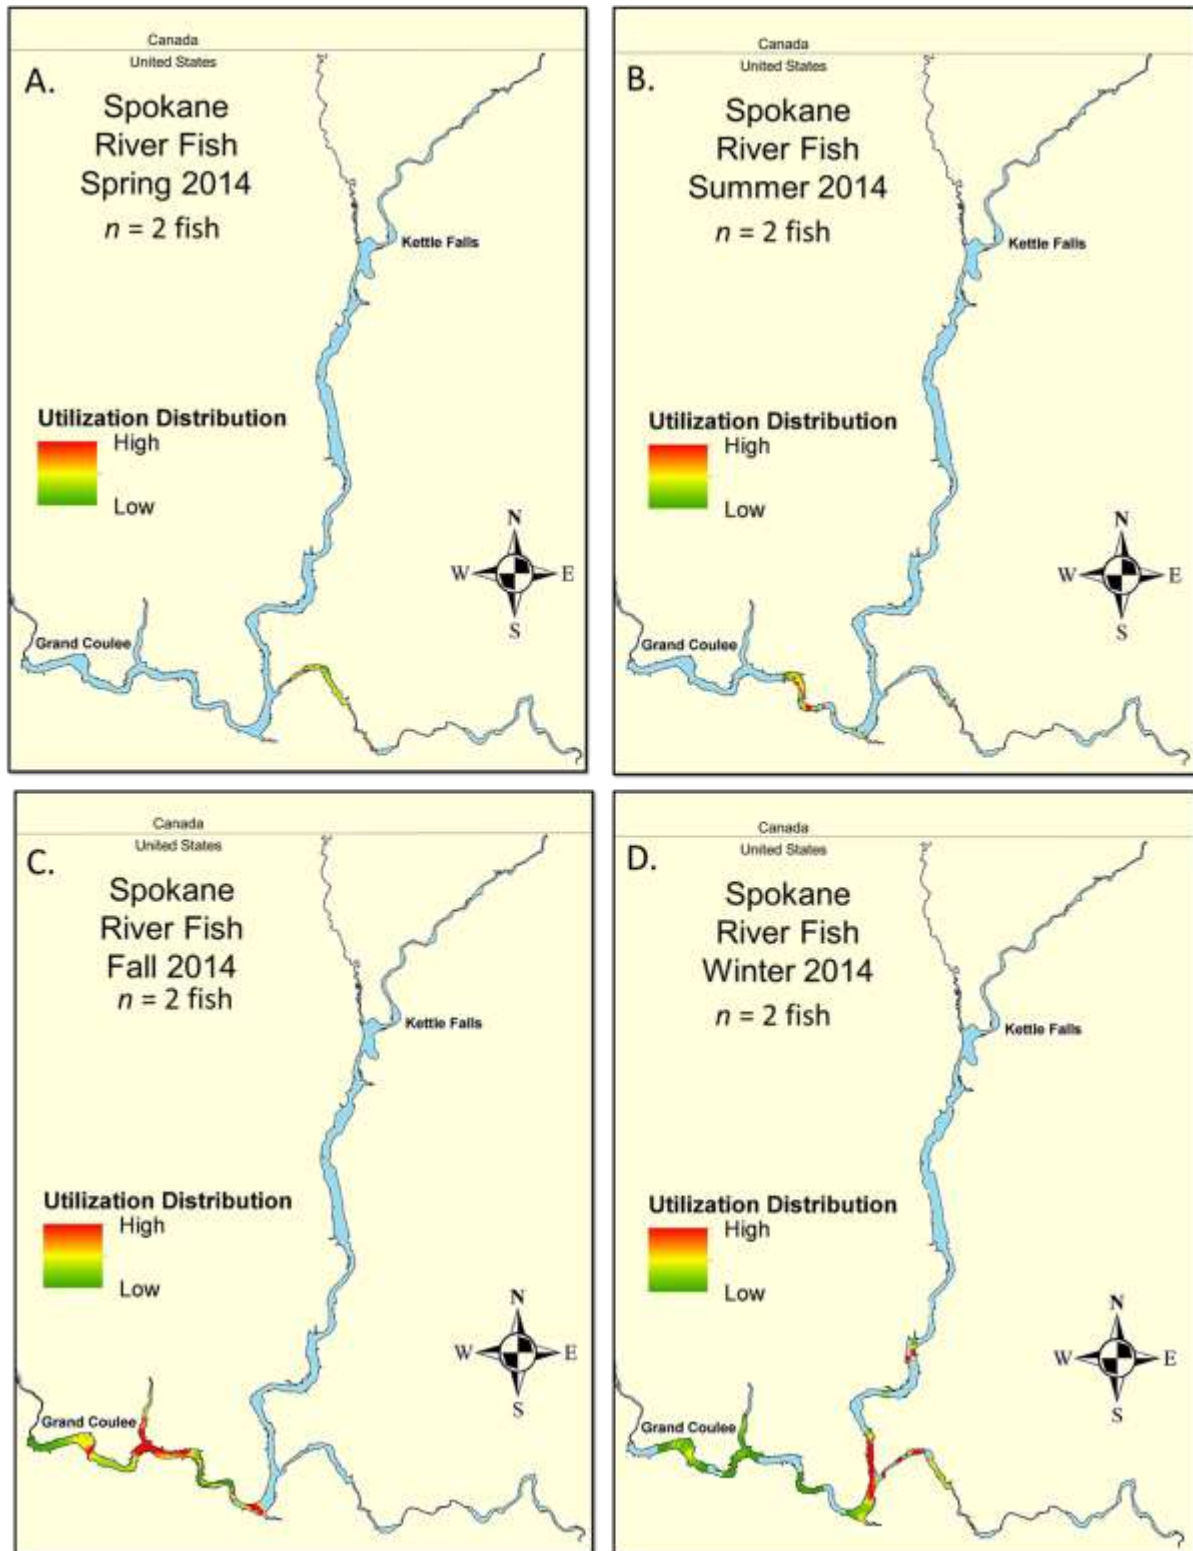 Canada
United States
A.
Spokane
River Fish
Spring 2014
n = 2 fish
Kettle Falls
Utilization Distribution
High
Low
N
W E
S
Grand Coulee
Canada
United States
B.
Spokane
River Fish
Summer 2014
n = 2 fish
Kettle Falls
Utilization Distribution
High
Low
N
W E
S
Grand Coulee
Canada
United States
C.
Spokane
River Fish
Fall 2014
n = 2 fish
Kettle Falls
Utilization Distribution
High
Low
N
W E
S
Grand Coulee
Canada
United States
D.
Spokane
River Fish
Winter 2014
n = 2 fish
Kettle Falls
Utilization Distribution
High
Low
N
W E
S
Grand Coulee